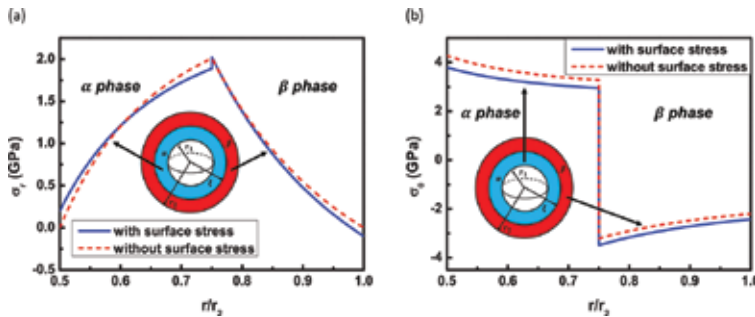 (a)
2.0
1.5
1.0
0.5
0.0
-0.5
σr (GPa)
α phase
β phase
r1
with surface stress
without surface stress
0.5 0.6 0.7 0.8 0.9 1.0
r/r2
(b)
4
2
0
-2
-4
σθ (GPa)
with surface stress
without surface stress
α phase
β phase
r1
0.5 0.6 0.7 0.8 0.9 1.0
r/r2